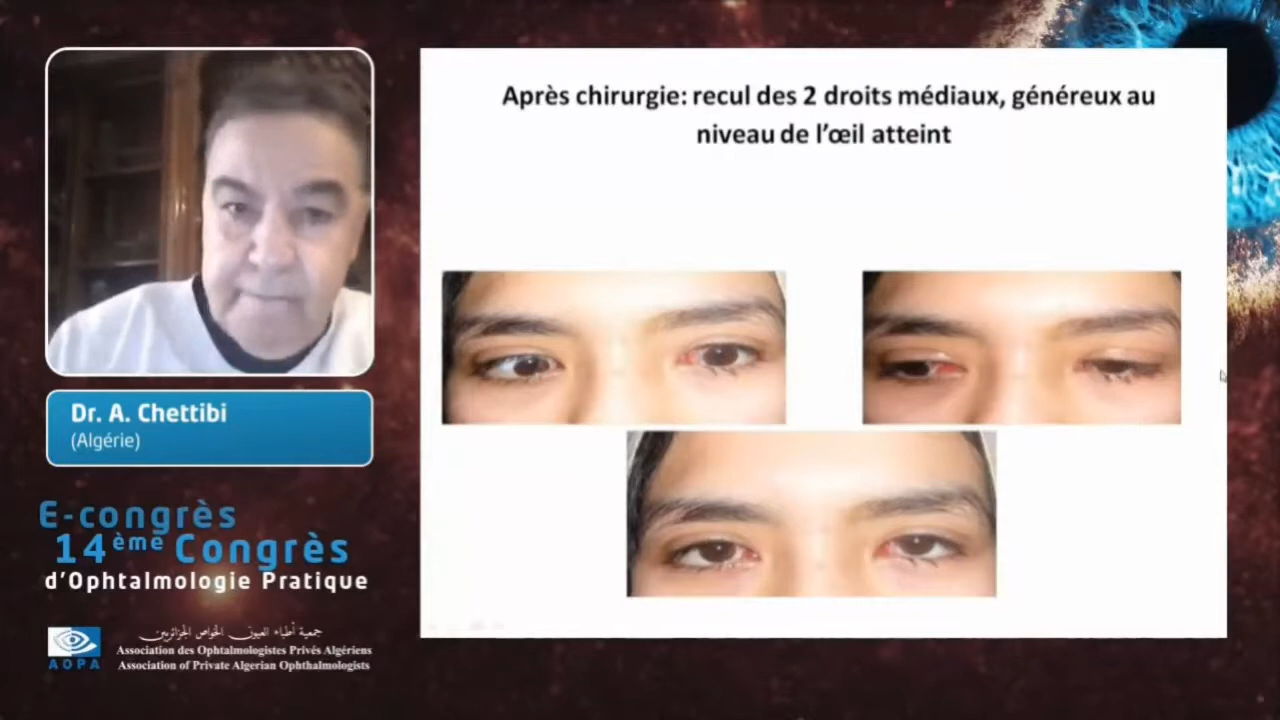 Après chirurgie: recul des 2 droits médiaux, généreux au
niveau de l’œil atteint
Dr. A. Chettibi
(Algérie)
E-congrès
14ème Congrès
d’Ophtalmologie Pratique
جمعية أطباء العيون الخواص الجزائريين
AOPA
Association des Ophtalmologistes Privés Algériens
Association of Private Algerian Ophthalmologists